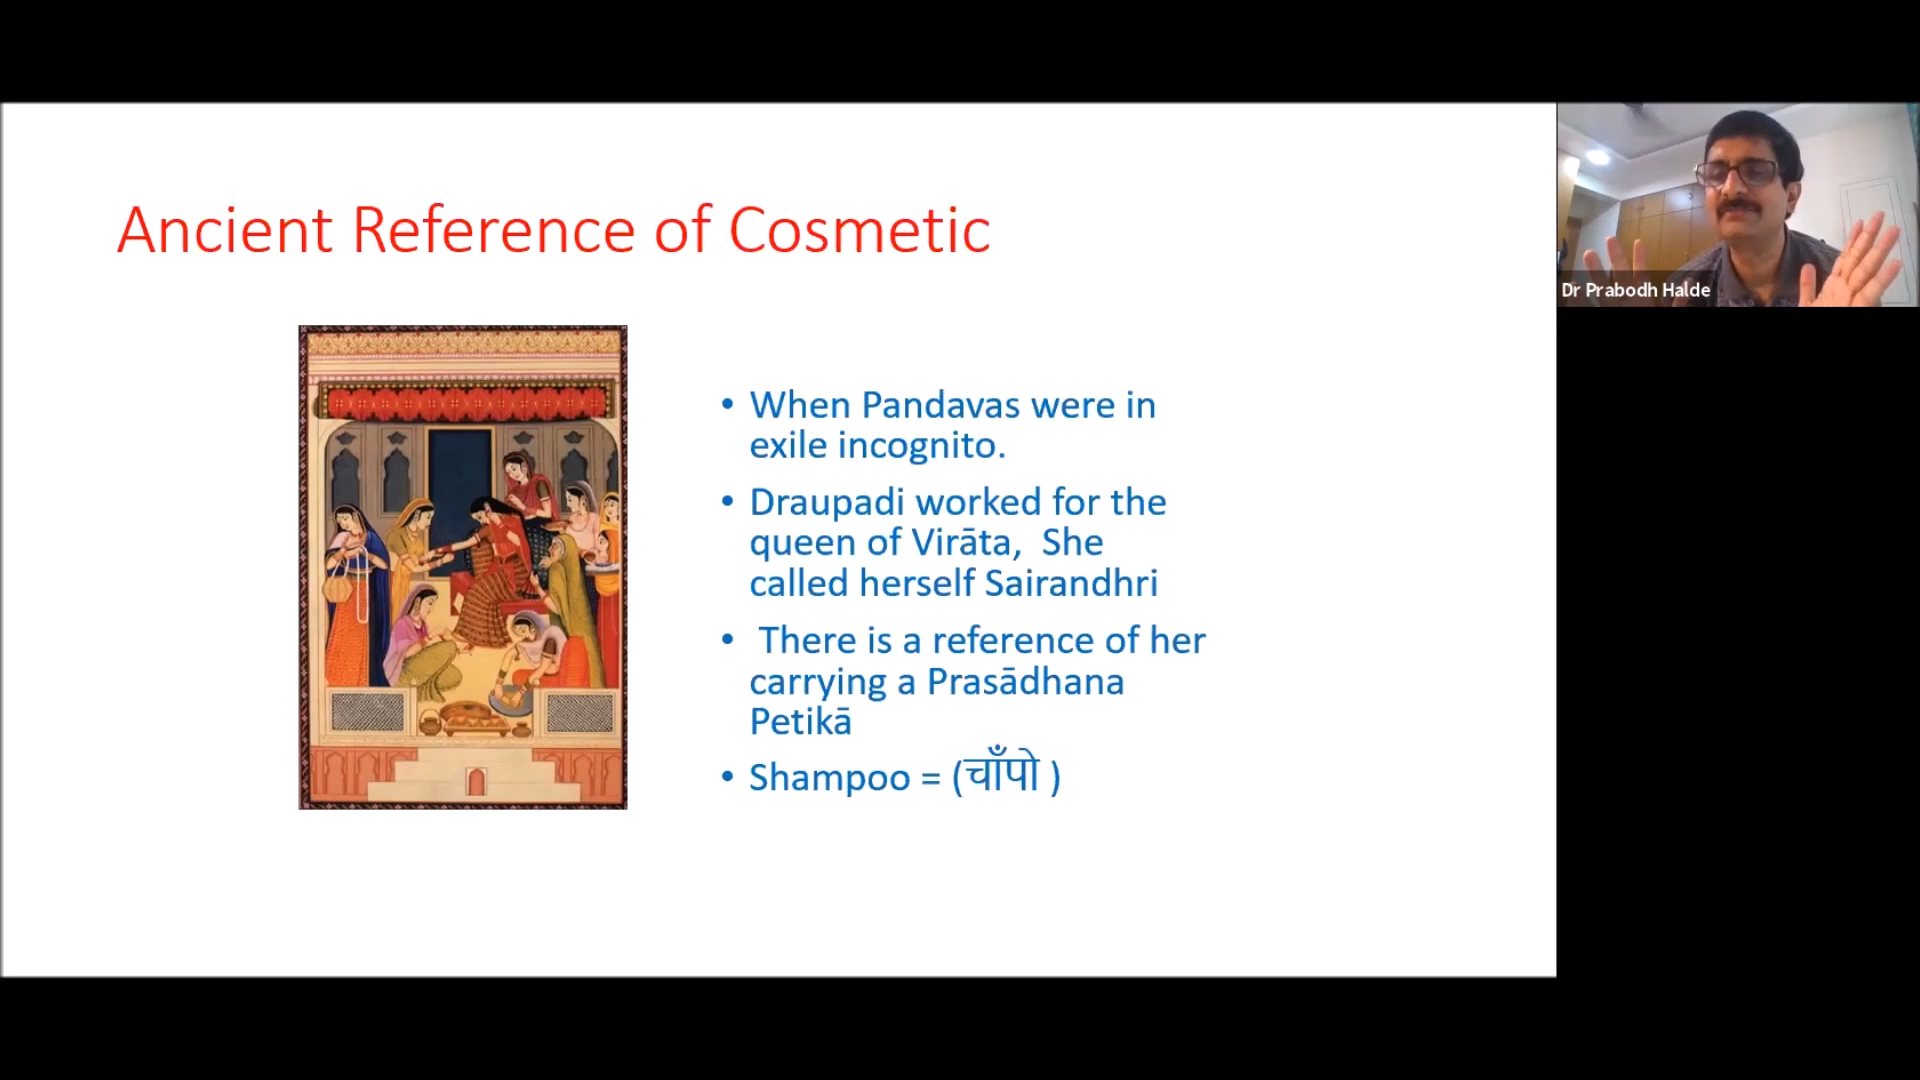 Ancient Reference of Cosmetic
• When Pandavas were in
exile incognito.
• Draupadi worked for the
queen of Virāta,  She
called herself Sairandhri
• There is a reference of her
carrying a Prasādhana
Petikā
• Shampoo = (चाँपो )
Dr Prabodh Halde